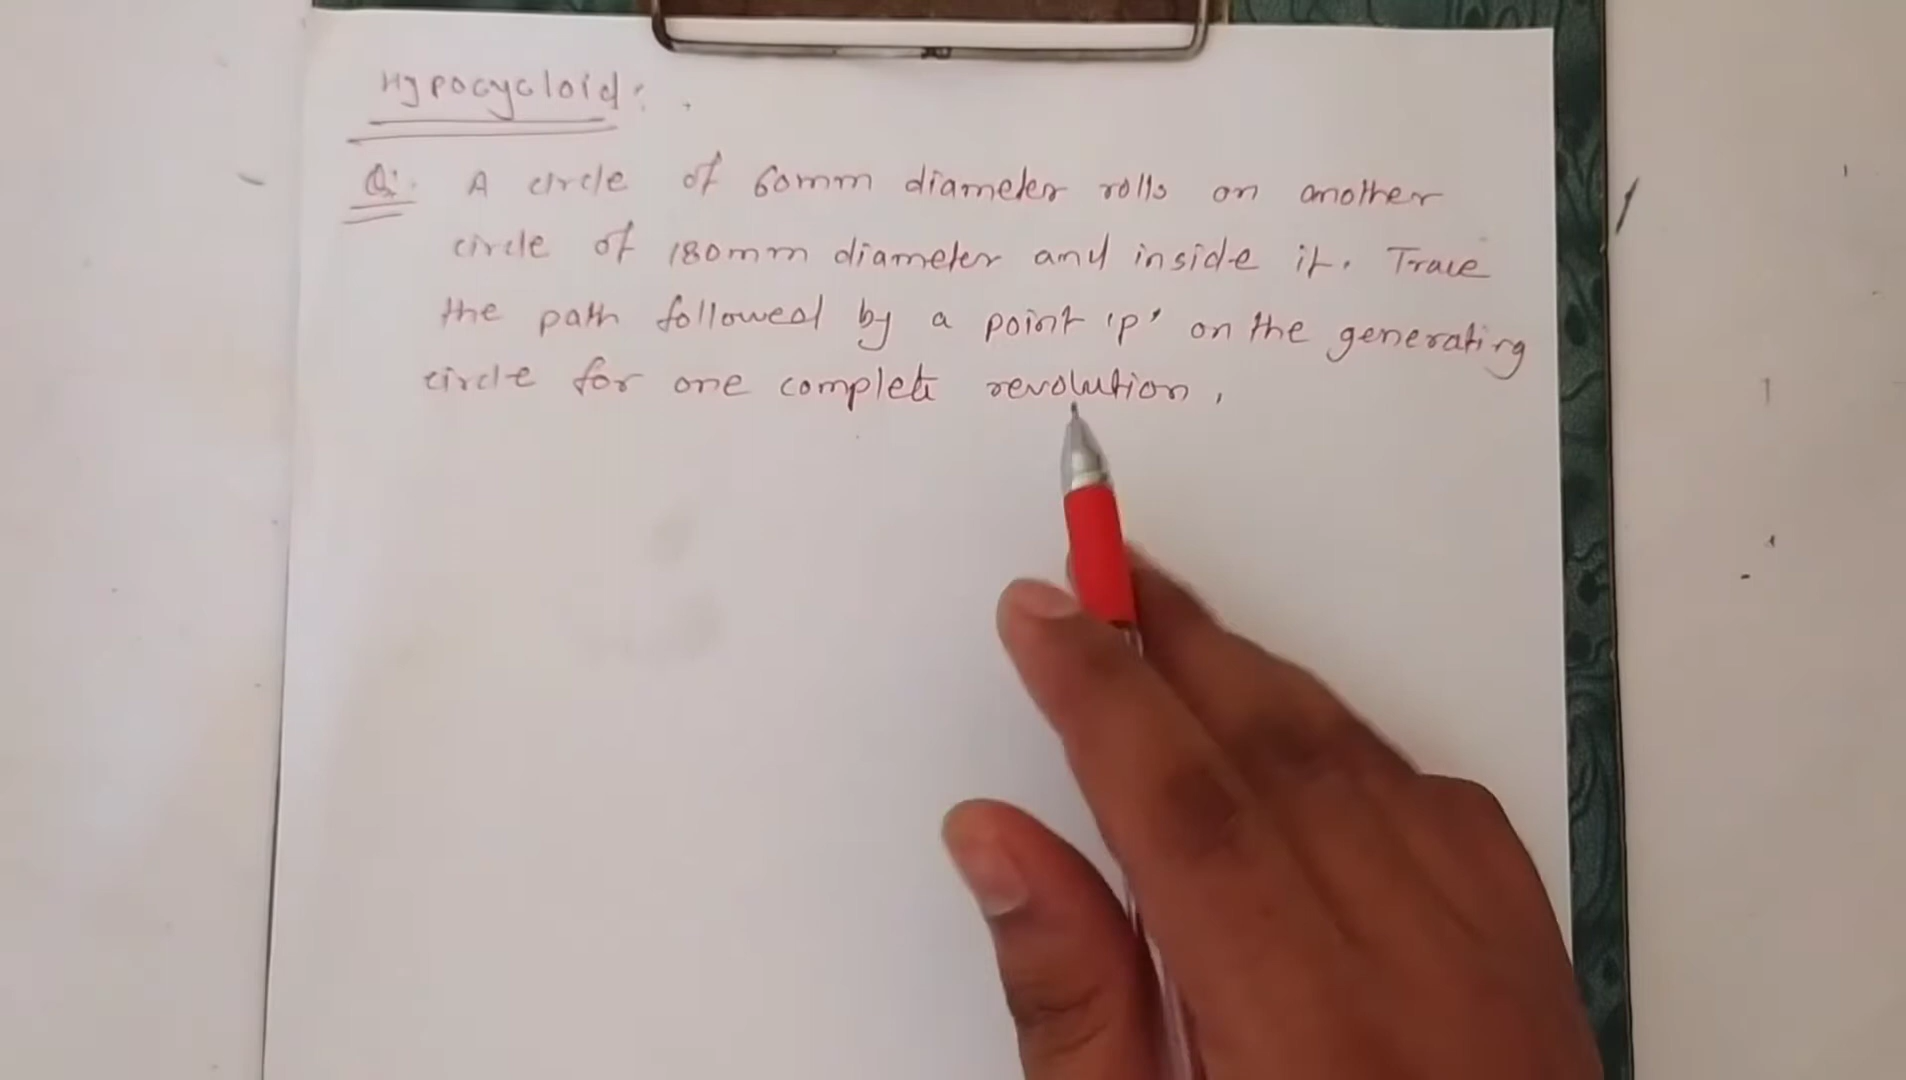 Hypocycloid:
Q: A circle of 60mm diameter rolls on another
circle of 180mm diameter and inside it. Trace
the path followed by a point 'p' on the generating
circle for one complete revolution,